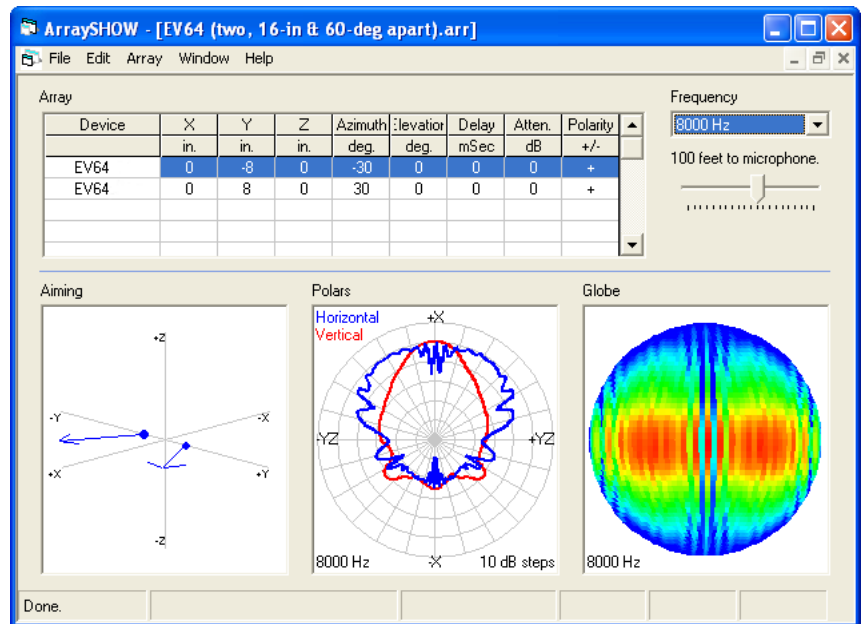 ArraySHOW - [EV64 (two, 16-in & 60-deg apart).arr]
File Edit Array Window Help
Array
Frequency
Device X Y Z Azimuth Elevation Delay Atten. Polarity
in. in. in. deg. deg. mSec dB +/-
EV64 0 -8 0 -30 0 0 0 +
EV64 0 8 0 30 0 0 0 +
8000 Hz
100 feet to microphone.
Aiming
+Z
-Y
-X
+X
+Y
-Z
Polars
Horizontal
Vertical
+X
-YZ
+YZ
8000 Hz
-X
10 dB steps
Globe
8000 Hz
Done.